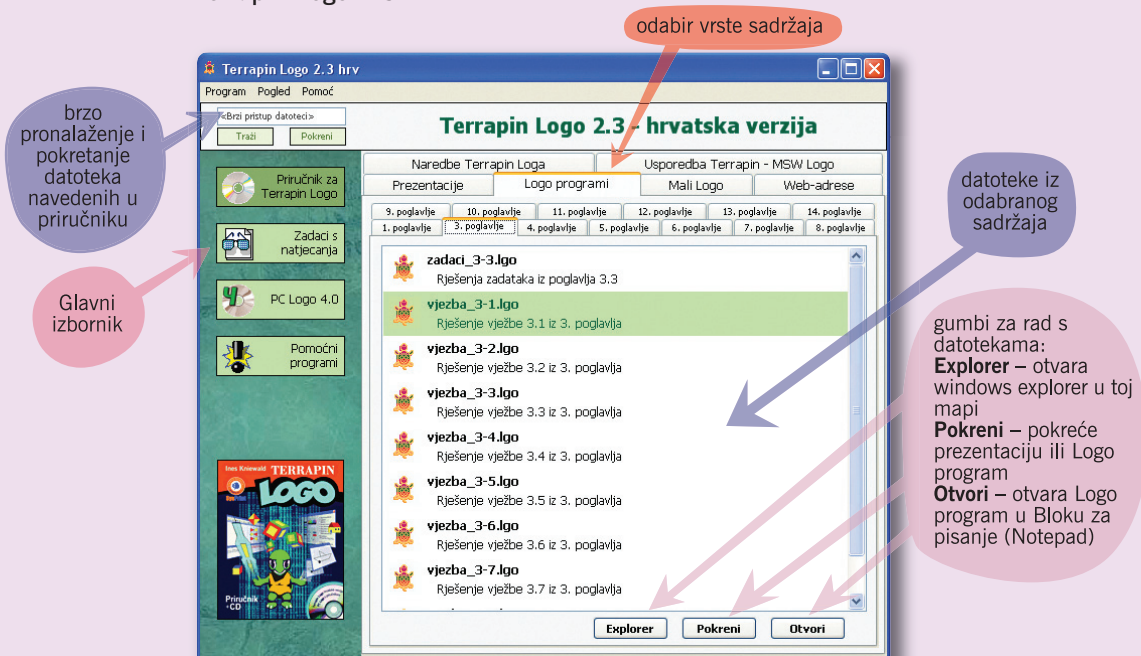 odabir vrste sadržaja
Terrapin Logo 2.3 hrv
Program Pogled Pomoć
<Brzi pristup datoteci>
Traži Pokreni
Terrapin Logo 2.3 - hrvatska verzija
brzo
pronalaženje i
pokretanje
datoteka
navedenih u
priručniku
Glavni
izbornik
Priručnik za
Terrapin Logo
Zadaci s
natjecanja
PC Logo 4.0
Pomoćni
programi
Ines Kniewald TERRAPIN
LOGO
Priručnik
+CD
Naredbe Terrapin Loga Usporedba Terrapin - MSW Logo
Prezentacije Logo programi Mali Logo Web-adrese
9. poglavlje 10. poglavlje 11. poglavlje 12. poglavlje 13. poglavlje 14. poglavlje
1. poglavlje 3. poglavlje 4. poglavlje 5. poglavlje 6. poglavlje 7. poglavlje 8. poglavlje
zadaci_3-3.lgo
Rješenja zadataka iz poglavlja 3.3
vjezba_3-1.lgo
Rješenje vježbe 3.1 iz 3. poglavlja
vjezba_3-2.lgo
Rješenje vježbe 3.2 iz 3. poglavlja
vjezba_3-3.lgo
Rješenje vježbe 3.3 iz 3. poglavlja
vjezba_3-4.lgo
Rješenje vježbe 3.4 iz 3. poglavlja
vjezba_3-5.lgo
Rješenje vježbe 3.5 iz 3. poglavlja
vjezba_3-6.lgo
Rješenje vježbe 3.6 iz 3. poglavlja
vjezba_3-7.lgo
Rješenje vježbe 3.7 iz 3. poglavlja
Explorer Pokreni Otvori
datoteke iz
odabranog
sadržaja
gumbi za rad s
datotekama:
Explorer – otvara
windows explorer u toj
mapi
Pokreni – pokreće
prezentaciju ili Logo
program
Otvori – otvara Logo
program u Bloku za
pisanje (Notepad)